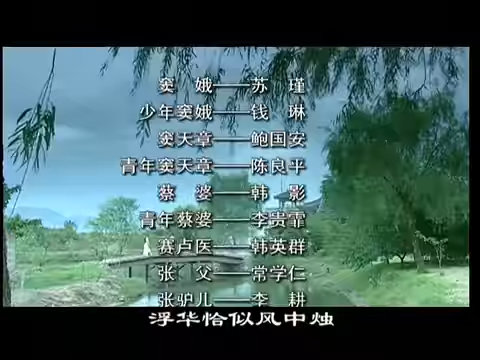 窦 娥——苏 瑾
少年窦娥——钱 琳
窦天章——鲍国安
青年窦天章——陈良平
蔡 婆——韩 影
青年蔡婆——李贵霏
赛卢医——韩英群
张 父——常学仁
张驴儿——李 耕
浮华恰似风中烛